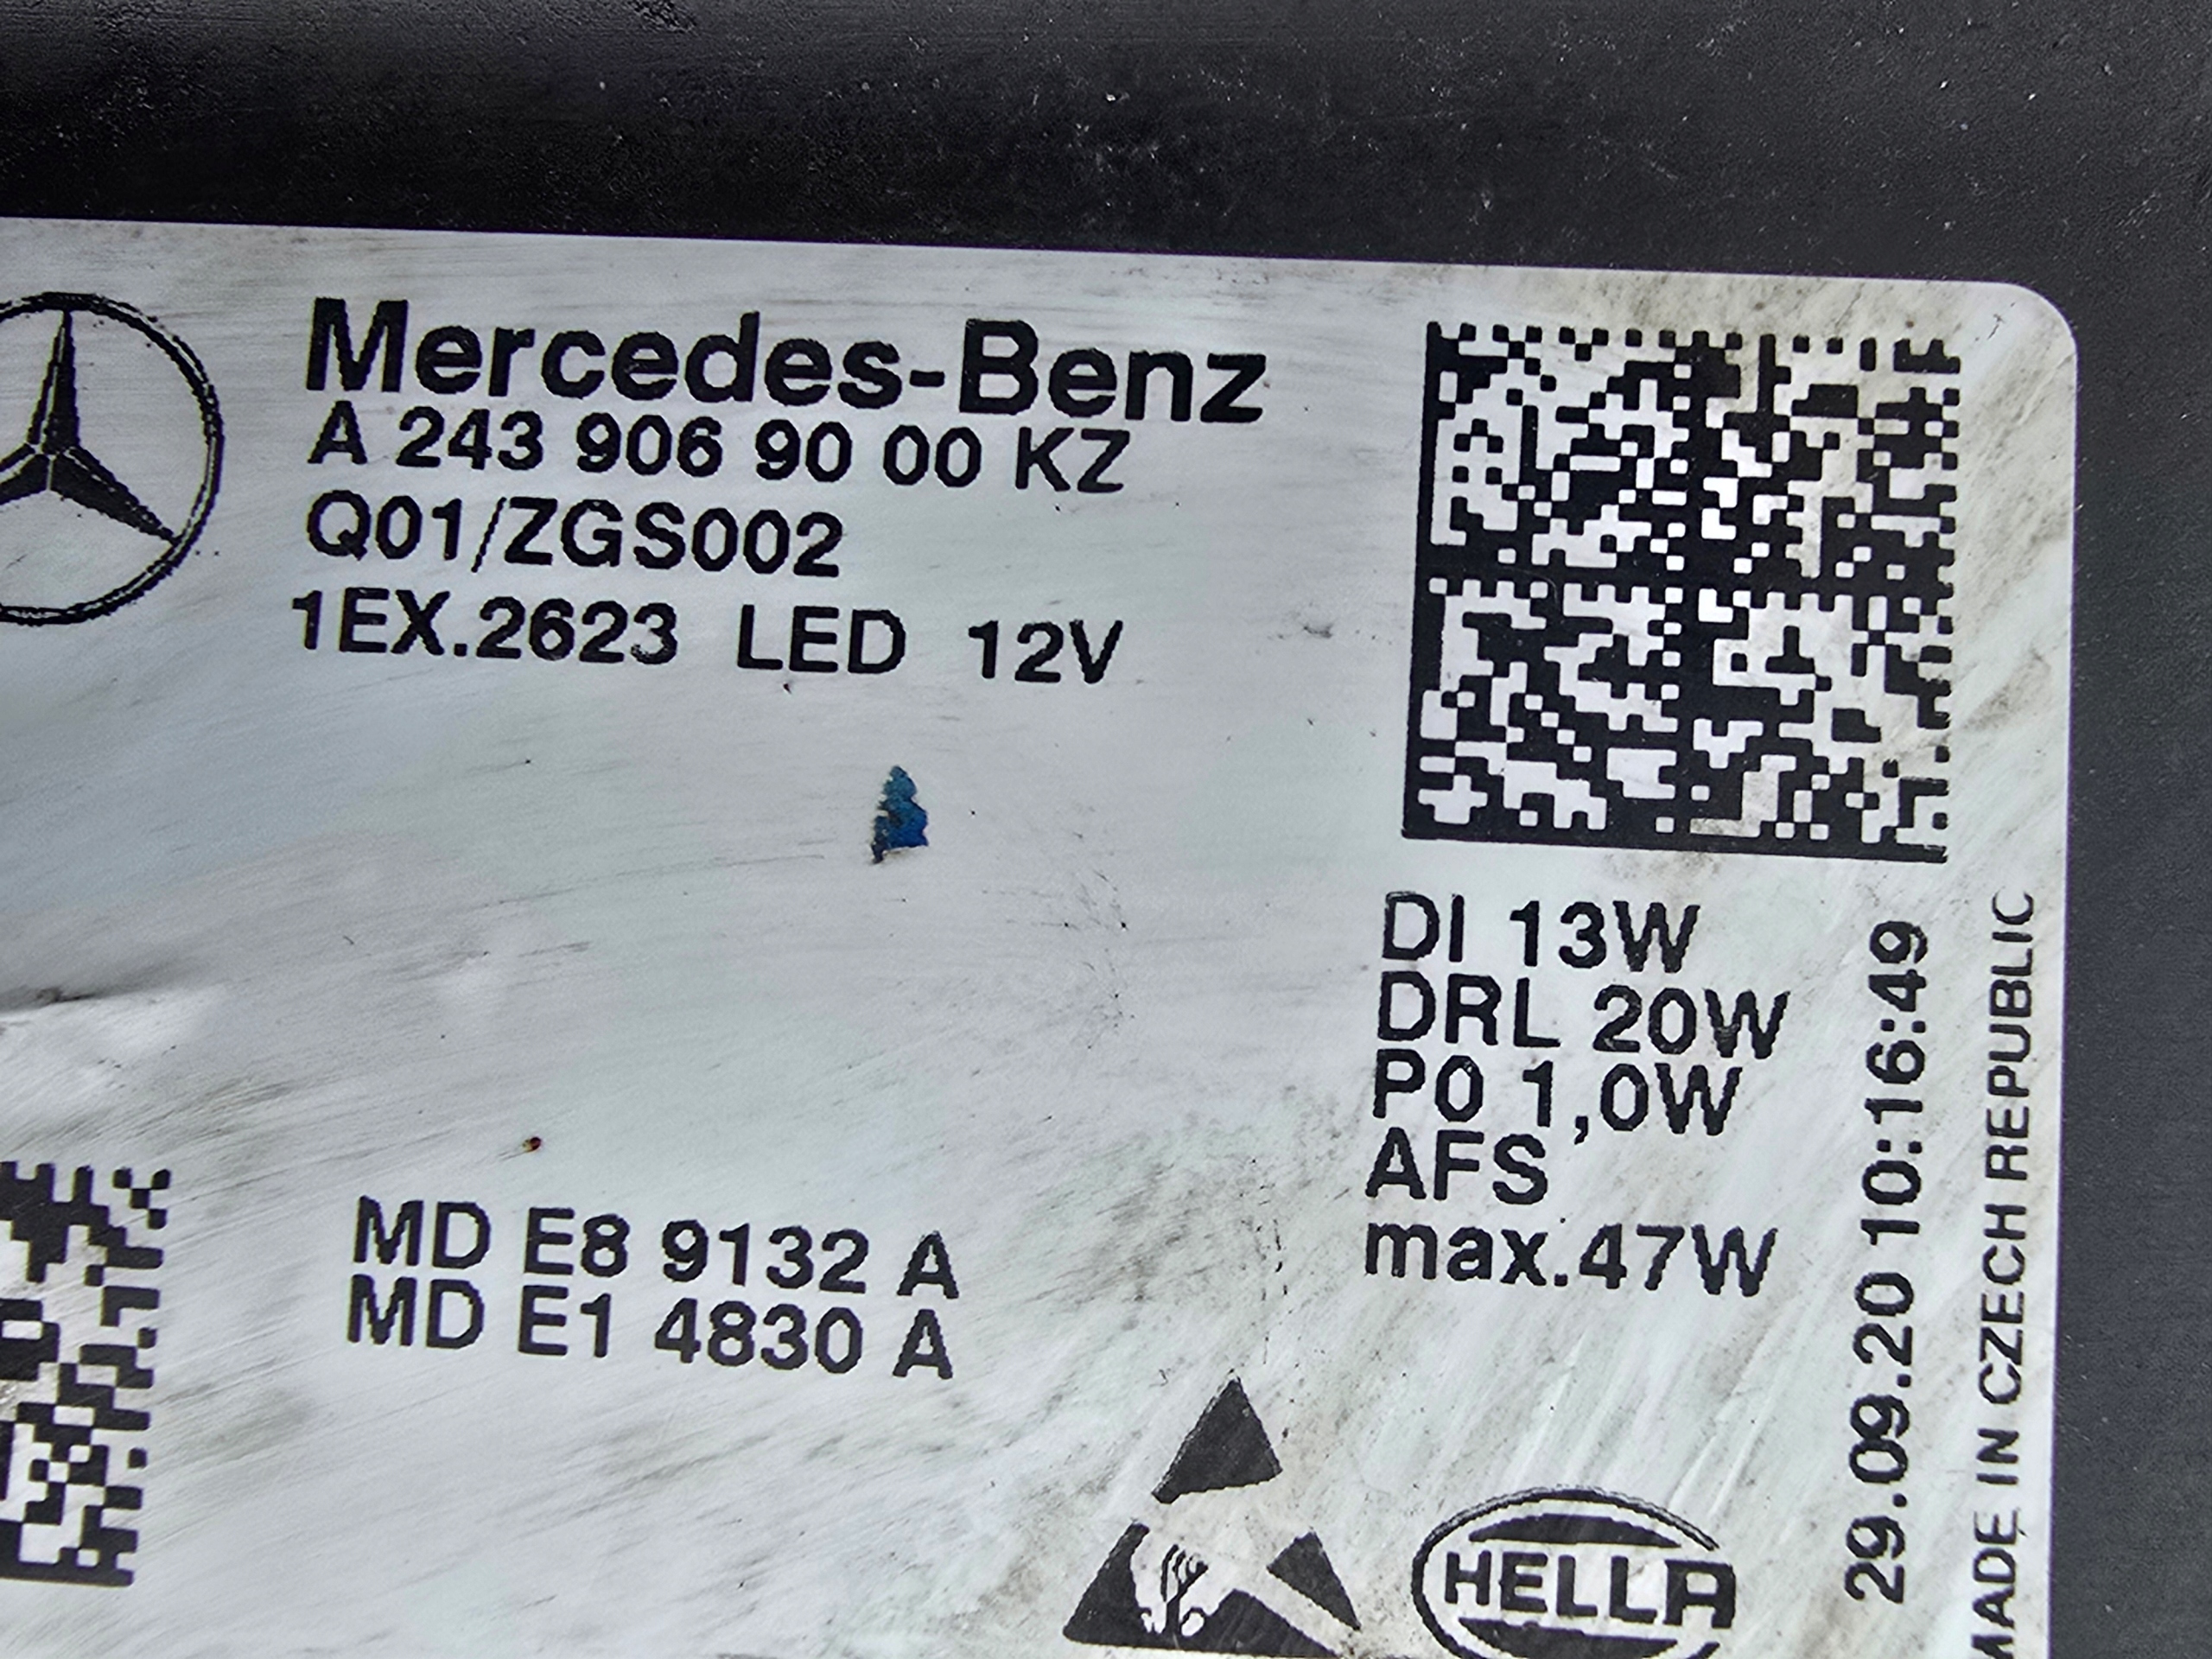 Mercedes-Benz
A 243 906 90 00 KZ
Q01/ZGS002
1EX.2623 LED 12V
DI 13W
DRL 20W
PO 1,0W
AFS
max.47W
29.09.20 10:16:49
MADE IN CZECH REPUBLIC
MD E8 9132 A
MD E1 4830 A
HELLA